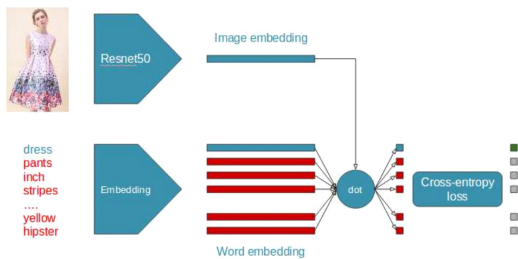 Resnet50
Image embedding
dress
pants
inch
stripes
....
yellow
hipster
Embedding
dot
Cross-entropy
loss
Word embedding